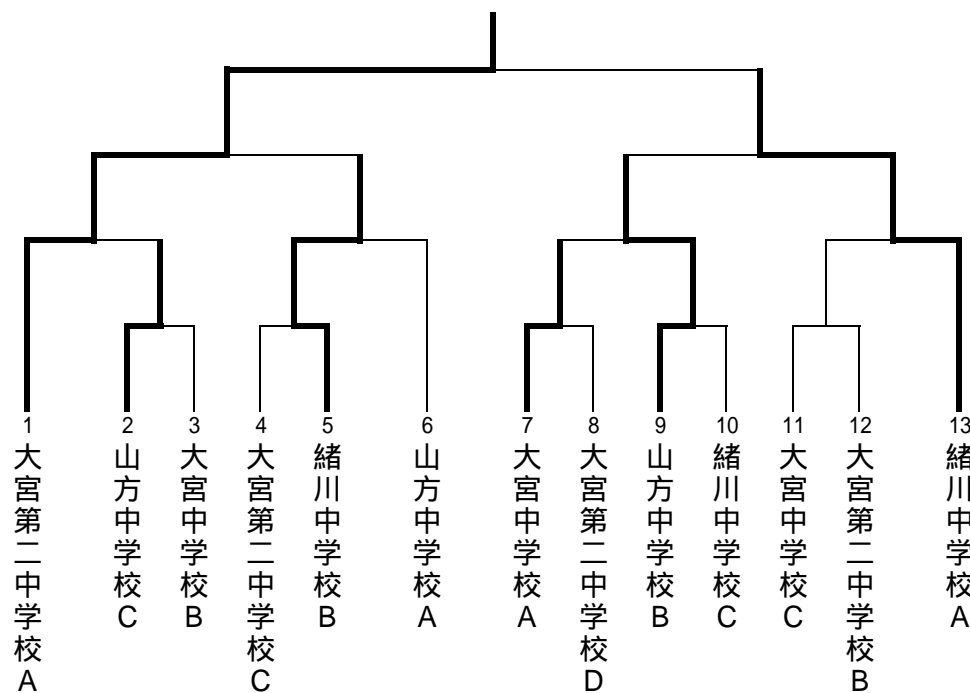 1
大宮第二中学校A
2
山方中学校C
3
大宮中学校B
4
大宮第二中学校C
5
緒川中学校B
6
山方中学校A
7
大宮中学校A
8
大宮第二中学校D
9
山方中学校B
10
緒川中学校C
11
大宮中学校C
12
大宮第二中学校B
13
緒川中学校A